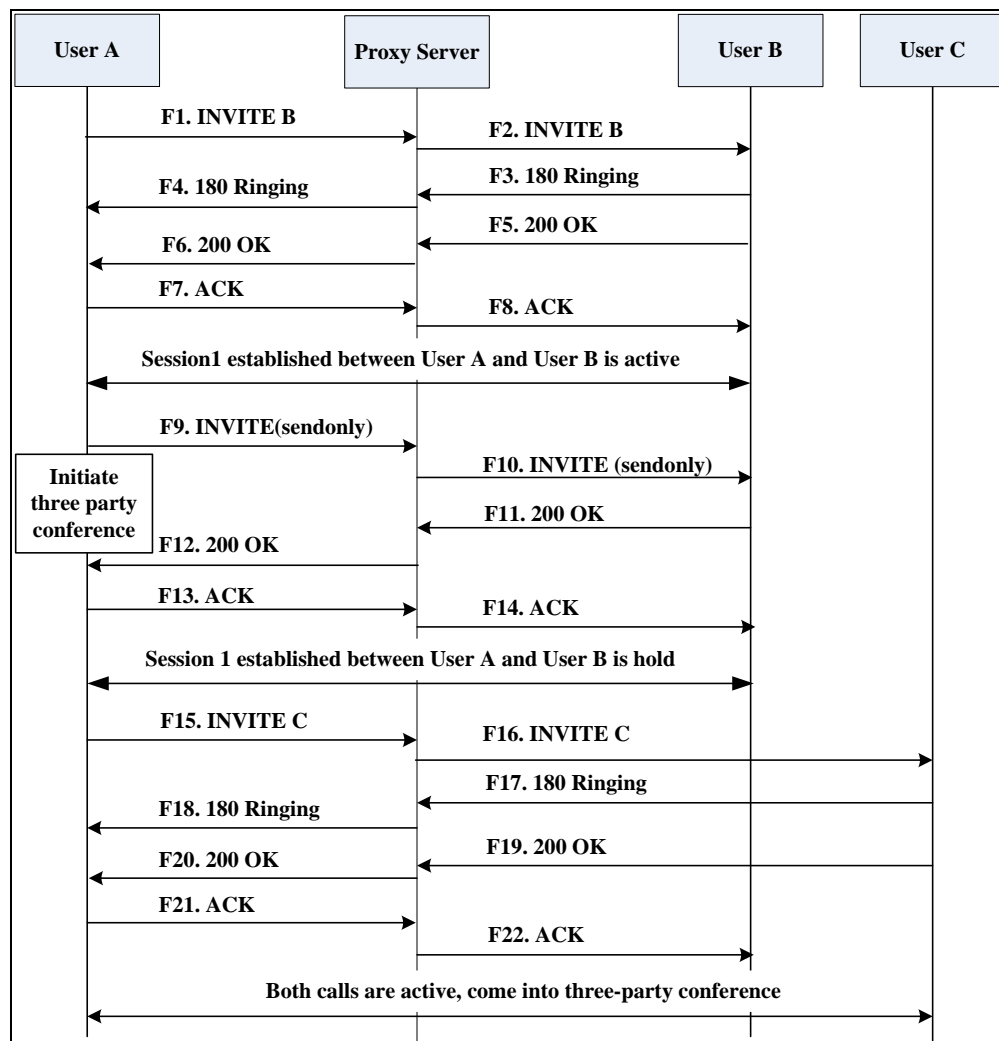 User A
Proxy Server
User B
User C
F1. INVITE B
F2. INVITE B
F3. 180 Ringing
F4. 180 Ringing
F5. 200 OK
F6. 200 OK
F7. ACK
F8. ACK
Session1 established between User A and User B is active
F9. INVITE(sendonly)
Initiate
three party
conference
F10. INVITE (sendonly)
F11. 200 OK
F12. 200 OK
F13. ACK
F14. ACK
Session 1 established between User A and User B is hold
F15. INVITE C
F16. INVITE C
F17. 180 Ringing
F18. 180 Ringing
F19. 200 OK
F20. 200 OK
F21. ACK
F22. ACK
Both calls are active, come into three-party conference